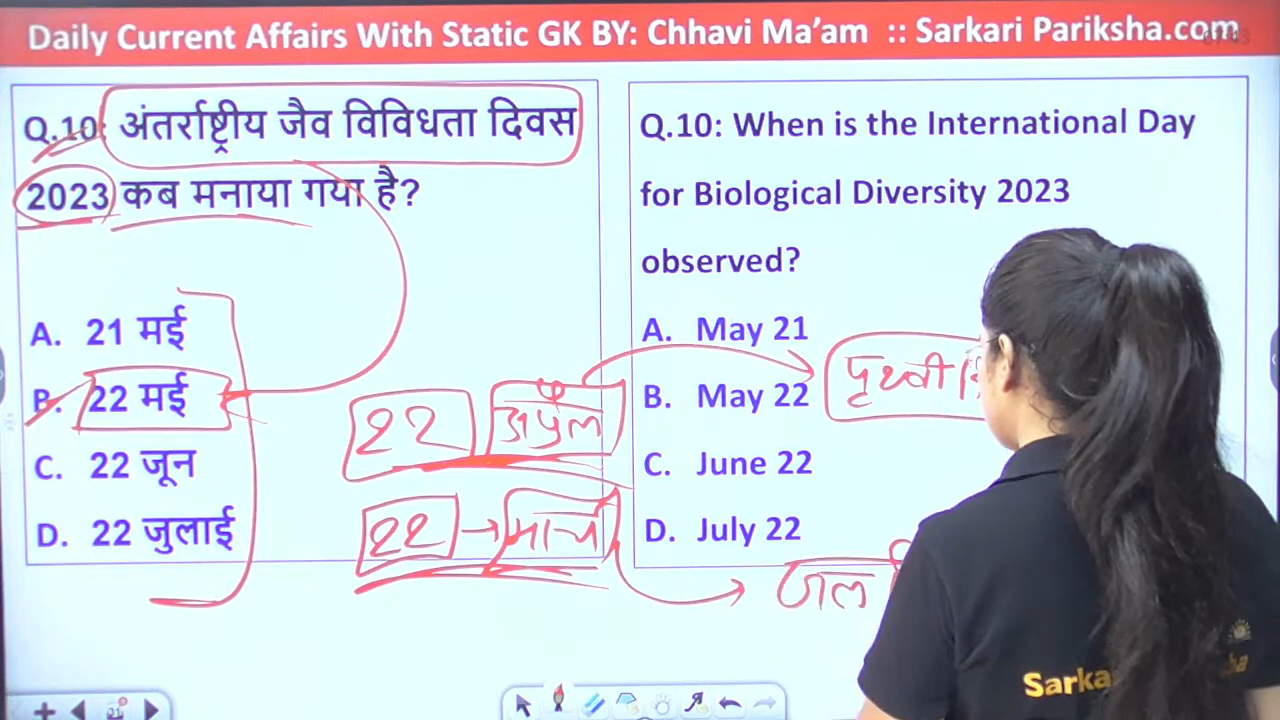 Daily Current Affairs With Static GK BY: Chhavi Ma’am :: Sarkari Pariksha.com
Q.10: अंतर्राष्ट्रीय जैव विविधता दिवस
2023 कब मनाया गया है?
A. 21 मई
B. 22 मई
C. 22 जून
D. 22 जुलाई
22 अप्रैल
22 → मार्च
Q.10: When is the International Day
for Biological Diversity 2023
observed?
A. May 21
B. May 22
C. June 22
D. July 22
पृथ्वी
जल
Sarka